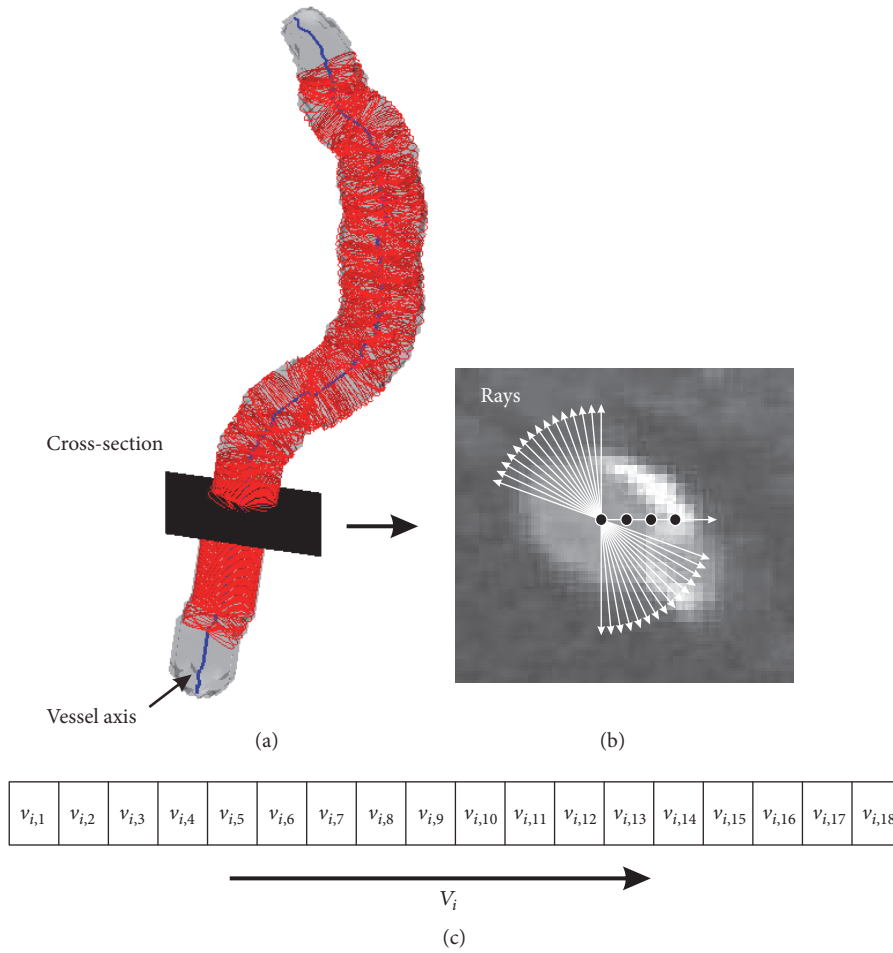 Rays
Cross-section
Vessel axis
(a)
(b)
v_{i,1} v_{i,2} v_{i,3} v_{i,4} v_{i,5} v_{i,6} v_{i,7} v_{i,8} v_{i,9} v_{i,10} v_{i,11} v_{i,12} v_{i,13} v_{i,14} v_{i,15} v_{i,16} v_{i,17} v_{i,18}
V_i
(c)